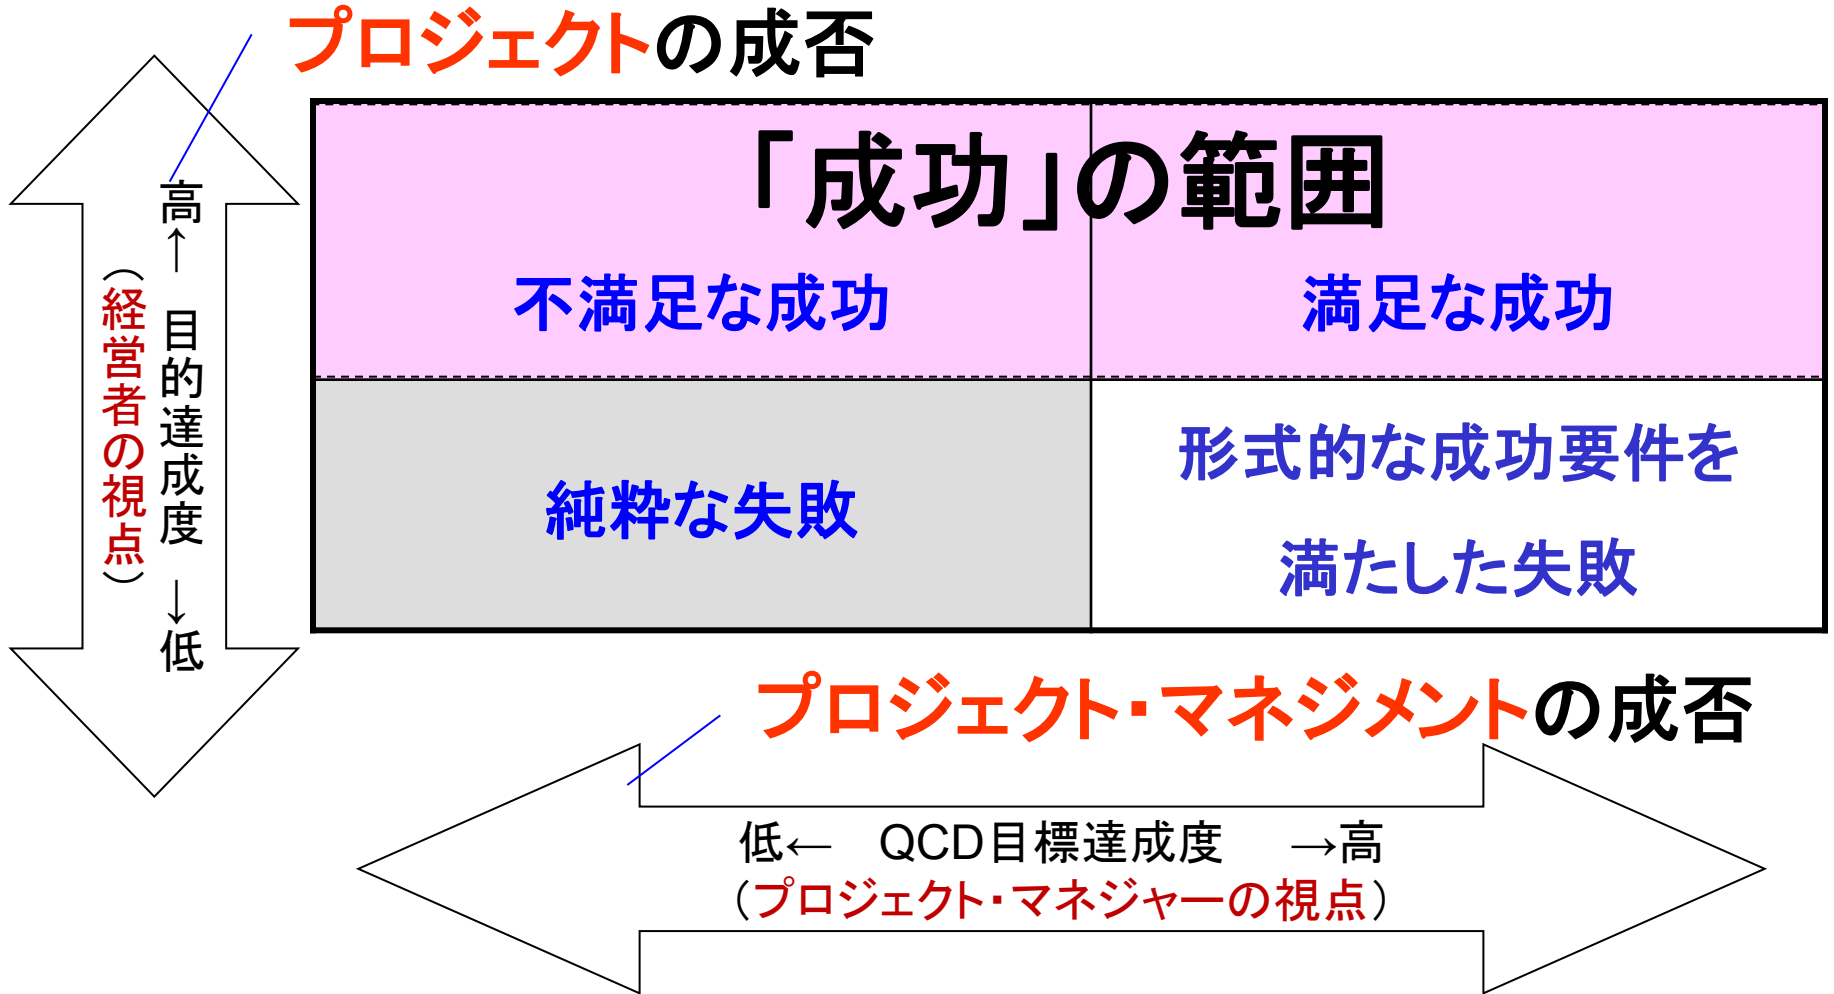 プロジェクトの成否
「成功」の範囲
不満足な成功
満足な成功
純粋な失敗
形式的な成功要件を
満たした失敗
高← 目的達成度 →低
（経営者の視点）
プロジェクト・マネジメントの成否
低← QCD目標達成度 →高
（プロジェクト・マネジャーの視点）